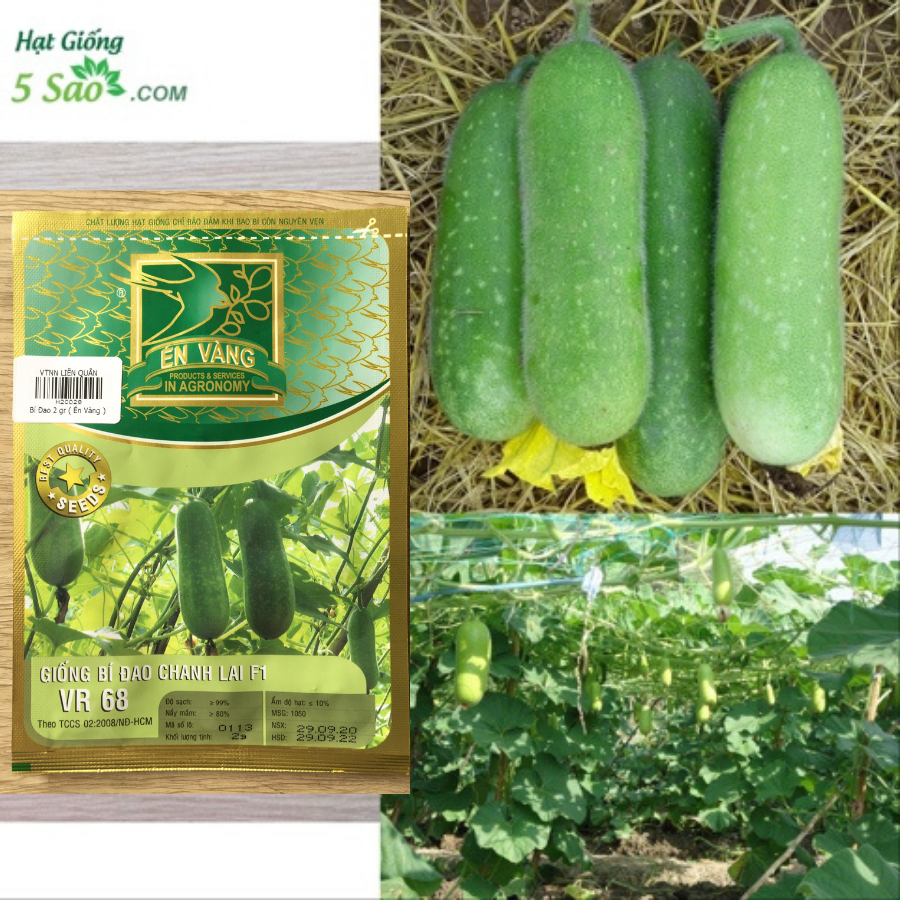 Hạt Giống
5 Sao .COM
CHẤT LƯỢNG HẠT GIỐNG CHỈ BẢO ĐẢM KHI BAO BÌ CÒN NGUYÊN VẸN
®
ÉN VÀNG
PRODUCTS & SERVICES
IN AGRONOMY
VTNN LIÊN QUÂN
H2CD20
Bí Đao 2 gr ( Én Vàng )
BEST QUALITY
SEEDS
GIỐNG BÍ ĐAO CHANH LAI F1
VR 68
Theo TCCS 02:2008/NĐ-HCM
Độ sạch: ≥ 99%
Nẩy mầm: ≥ 80%
Mã số lô: 0113
Khối lượng tịnh: 2g
Ẩm độ hạt: ≤ 10%
MSG: 1050
NSX: 29.09.20
HSD: 29.09.22